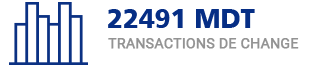 22491 MDT
TRANSACTIONS DE CHANGE